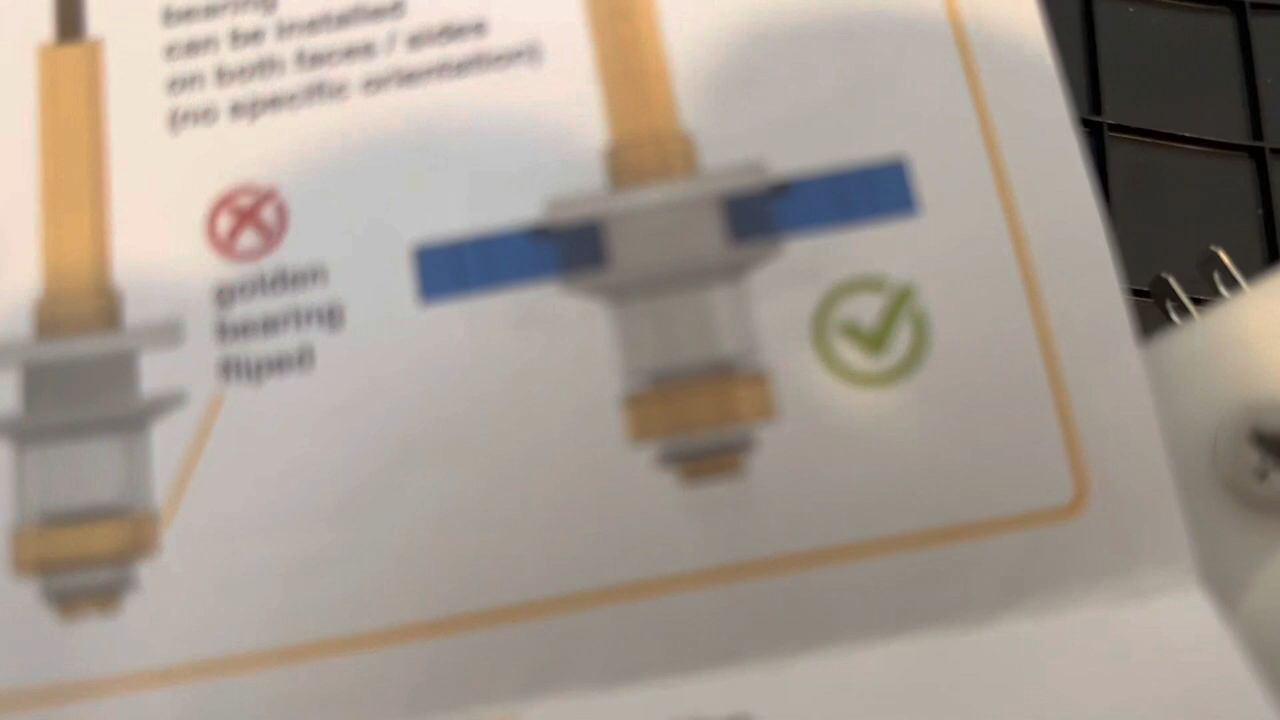 bearing
can be installed
on both faces / sides
(no specific orientation)
golden
bearing
fliped